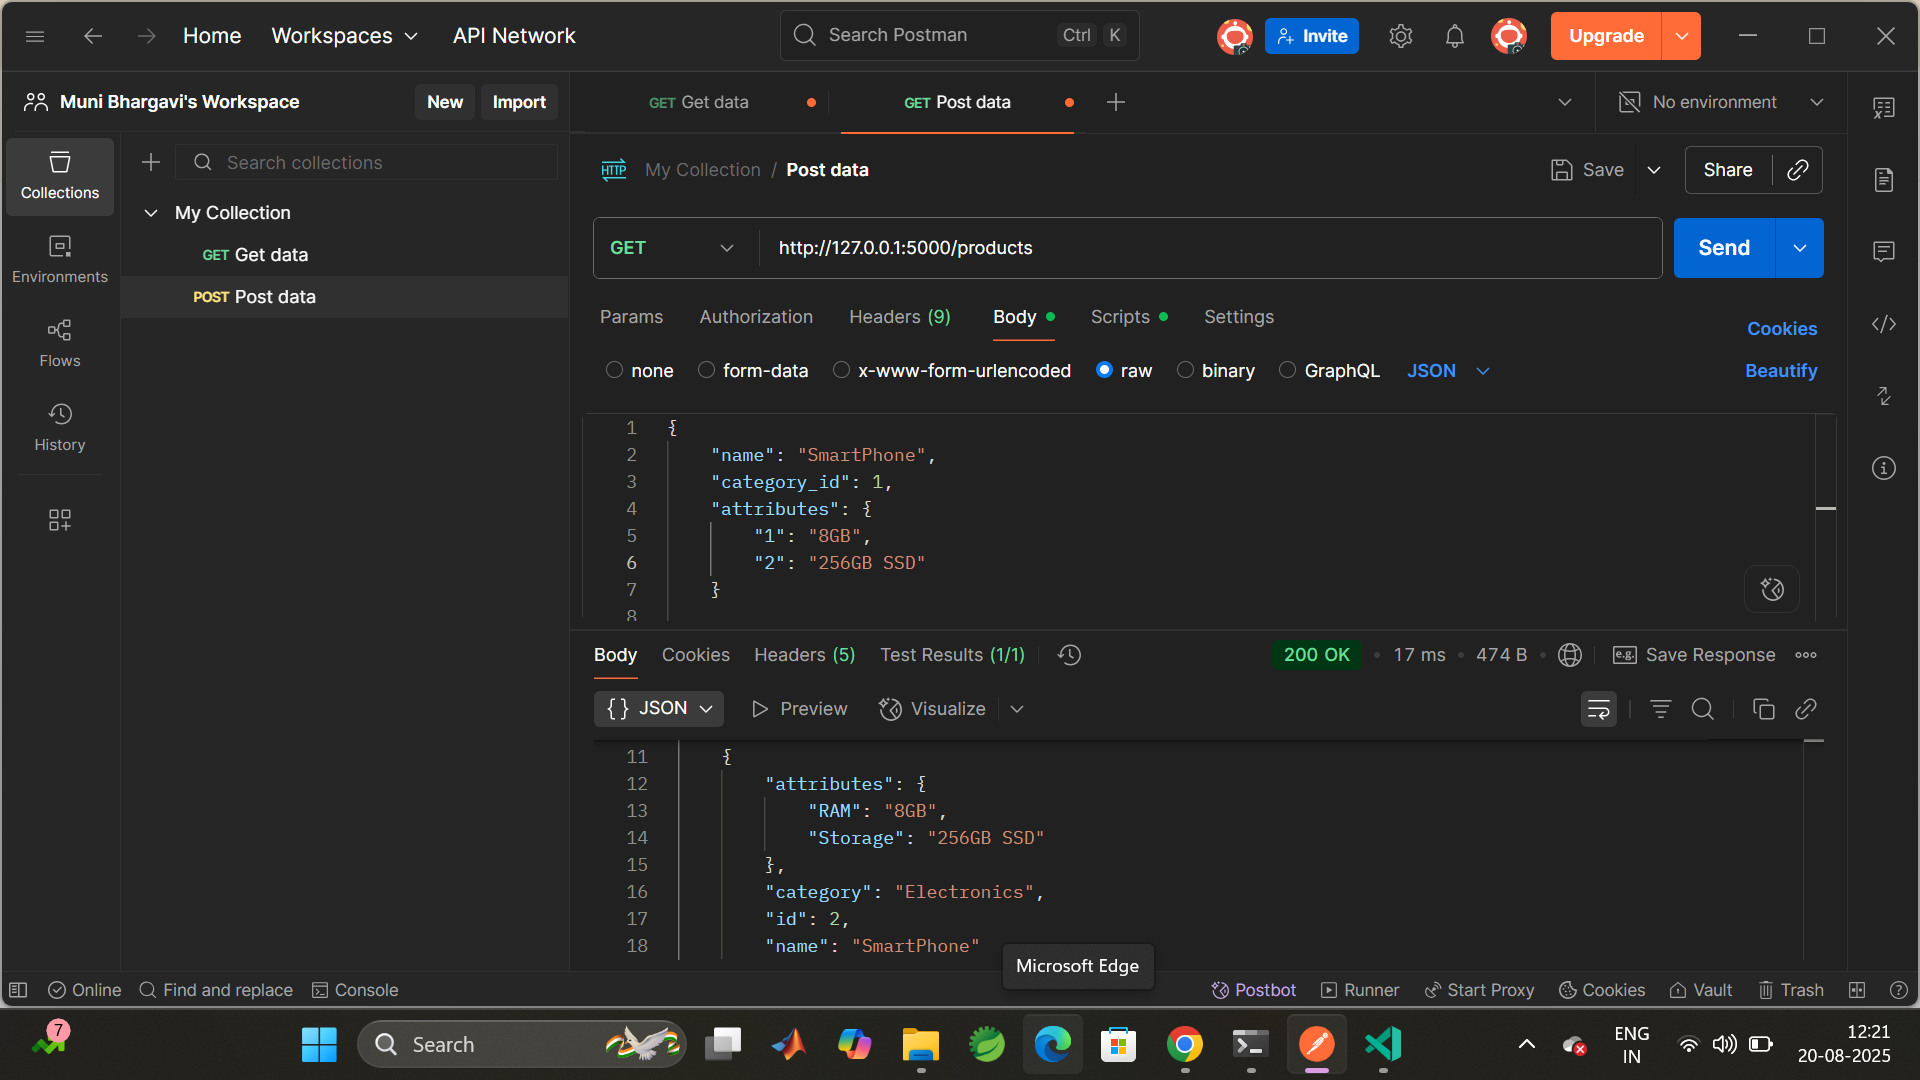 Home Workspaces API Network Search Postman Ctrl K Invite Upgrade
Muni Bhargavi's Workspace New Import GET Get data GET Post data No environment
Collections
Search collections
My Collection
GET Get data
POST Post data
Environments
Flows
History
HTTP My Collection / Post data Save Share
GET http://127.0.0.1:5000/products Send
Params Authorization Headers (9) Body Scripts Settings Cookies
none form-data x-www-form-urlencoded raw binary GraphQL JSON Beautify
1 {
2 "name": "SmartPhone",
3 "category_id": 1,
4 "attributes": {
5 "1": "8GB",
6 "2": "256GB SSD"
7 }
8
Body Cookies Headers (5) Test Results (1/1) 200 OK 17 ms 474 B e.g. Save Response
{} JSON Preview Visualize
11 {
12 "attributes": {
13 "RAM": "8GB",
14 "Storage": "256GB SSD"
15 },
16 "category": "Electronics",
17 "id": 2,
18 "name": "SmartPhone"
Microsoft Edge
Online Find and replace Console Postbot Runner Start Proxy Cookies Vault Trash
7 Search ENG IN 12:21
20-08-2025